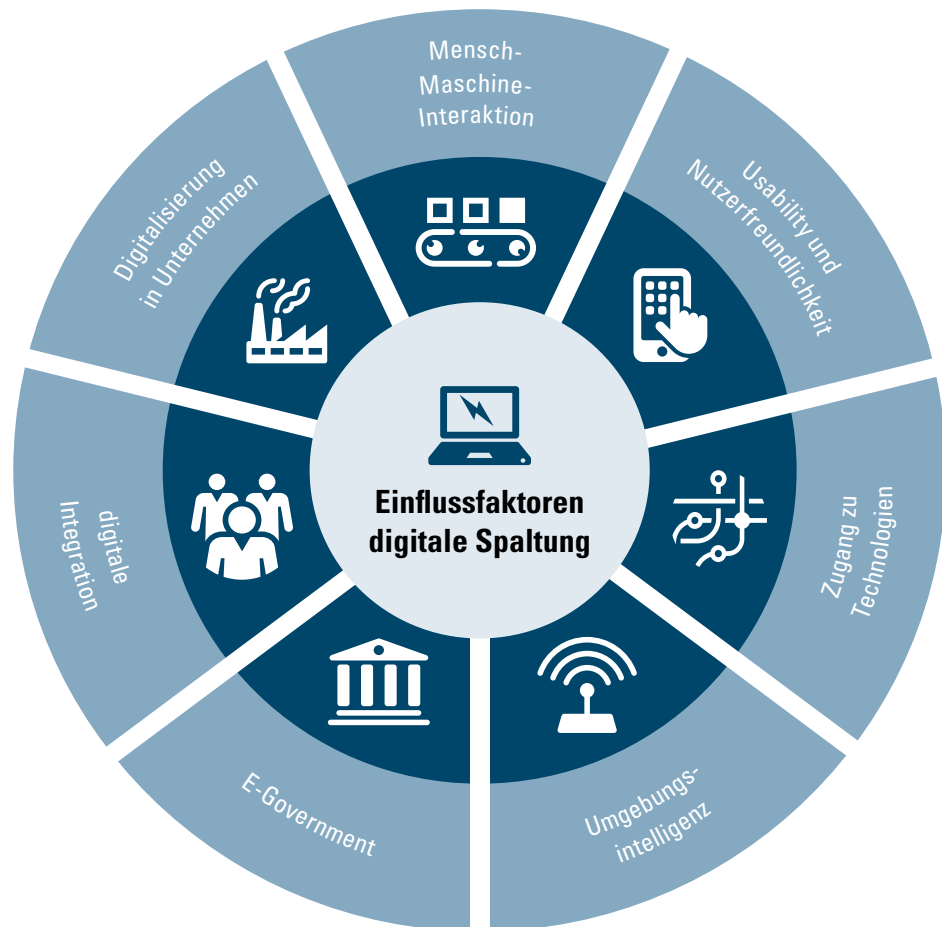 Mensch-
Maschine-
Interaktion
Usability und
Nutzerfreundlichkeit
Zugang zu
Technologien
Umgebungs-
intelligenz
E-Government
digitale
Integration
Digitalisierung
in Unternehmen
Einflussfaktoren
digitale Spaltung